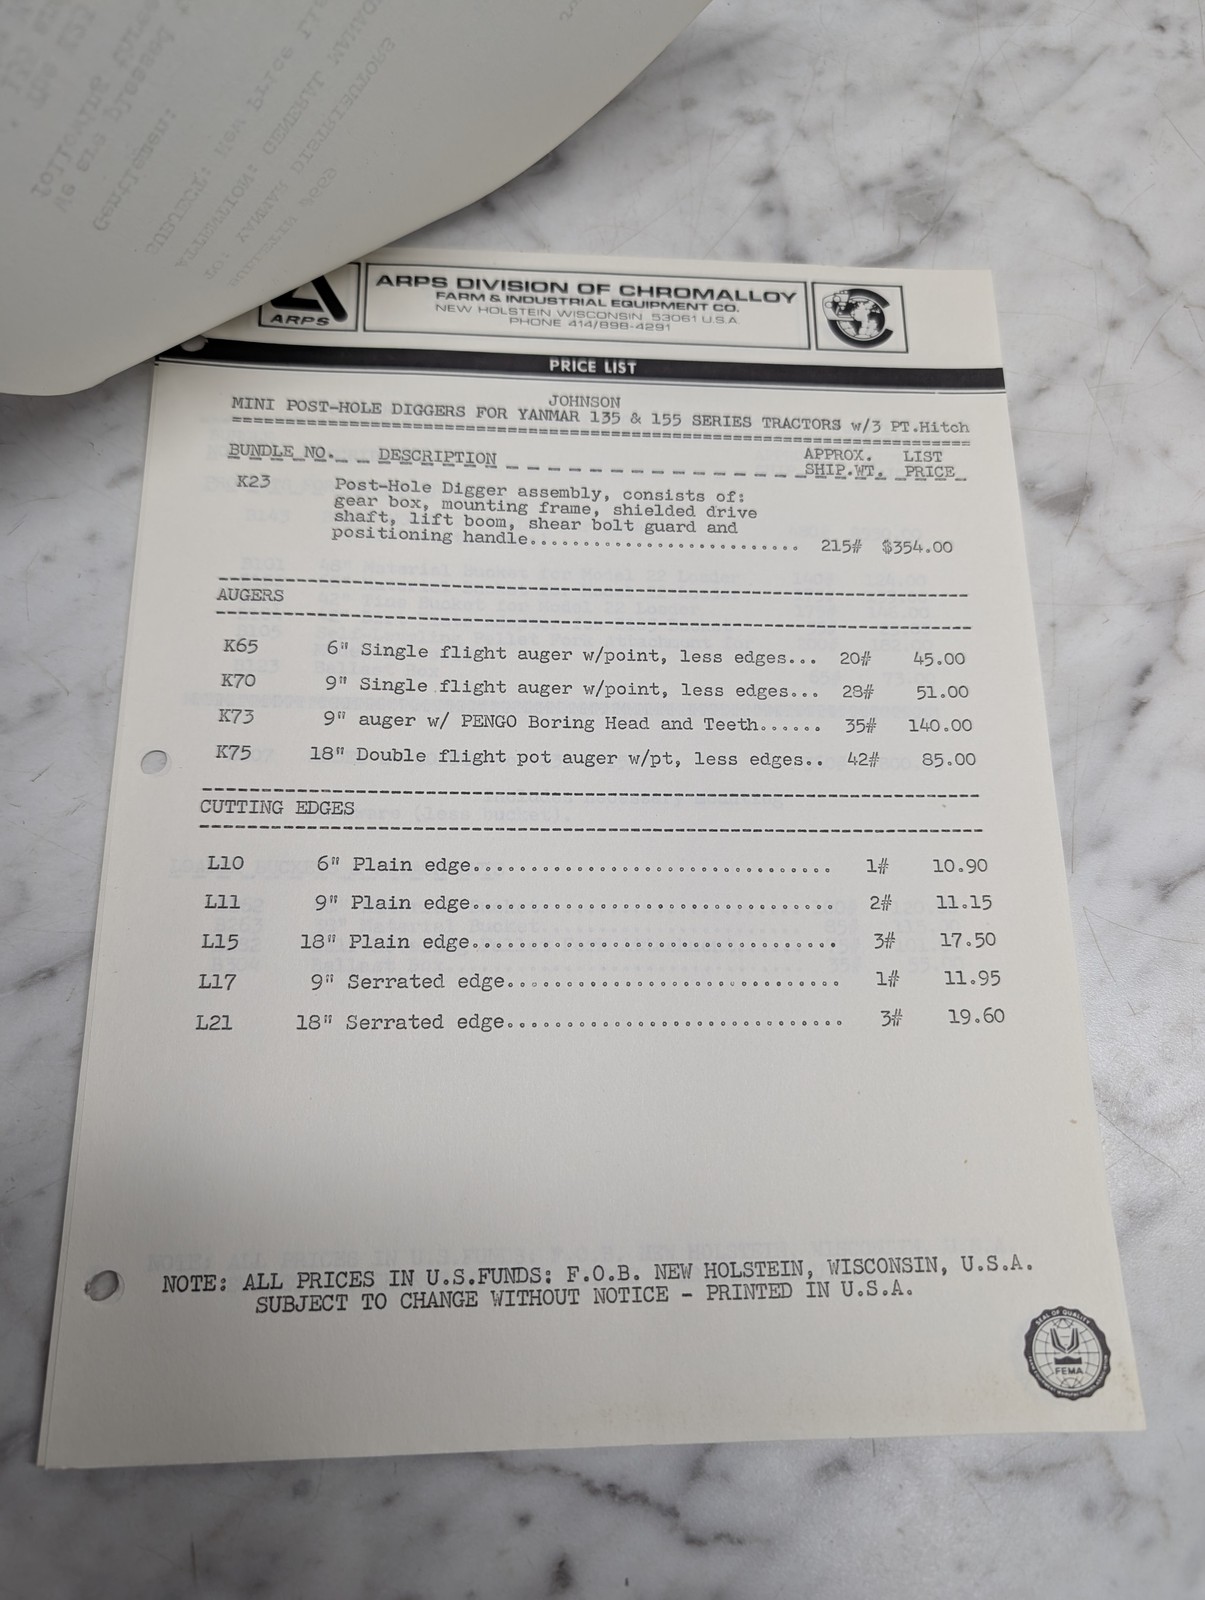 ARPS
ARPS DIVISION OF CHROMALLOY
FARM & INDUSTRIAL EQUIPMENT CO.
NEW HOLSTEIN WISCONSIN 53061 U.S.A.
PHONE 414/898-4291
PRICE LIST
JOHNSON
MINI POST-HOLE DIGGERS FOR YANMAR 135 & 155 SERIES TRACTORS w/3 PT.Hitch
BUNDLE NO. DESCRIPTION APPROX. SHIP.WT. LIST PRICE
K23 Post-Hole Digger assembly, consists of:
gear box, mounting frame, shielded drive
shaft, lift boom, shear bolt guard and
positioning handle........................... 215# $354.00
AUGERS
K65 6" Single flight auger w/point, less edges... 20# 45.00
K70 9" Single flight auger w/point, less edges... 28# 51.00
K73 9" auger w/ PENGO Boring Head and Teeth...... 35# 140.00
K75 18" Double flight pot auger w/pt, less edges.. 42# 85.00
CUTTING EDGES
L10 6" Plain edge............................... 1# 10.90
L11 9" Plain edge............................... 2# 11.15
L15 18" Plain edge............................... 3# 17.50
L17 9" Serrated edge............................ 1# 11.95
L21 18" Serrated edge............................ 3# 19.60
NOTE: ALL PRICES IN U.S.FUNDS: F.O.B. NEW HOLSTEIN, WISCONSIN, U.S.A.
SUBJECT TO CHANGE WITHOUT NOTICE - PRINTED IN U.S.A.
SEAL OF QUALITY
FEMA